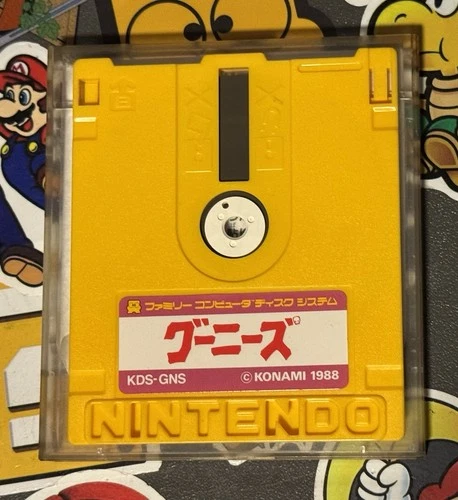 ファミリー コンピュータ ディスク システム
グーニーズ
KDS-GNS
© KONAMI 1988
NINTENDO